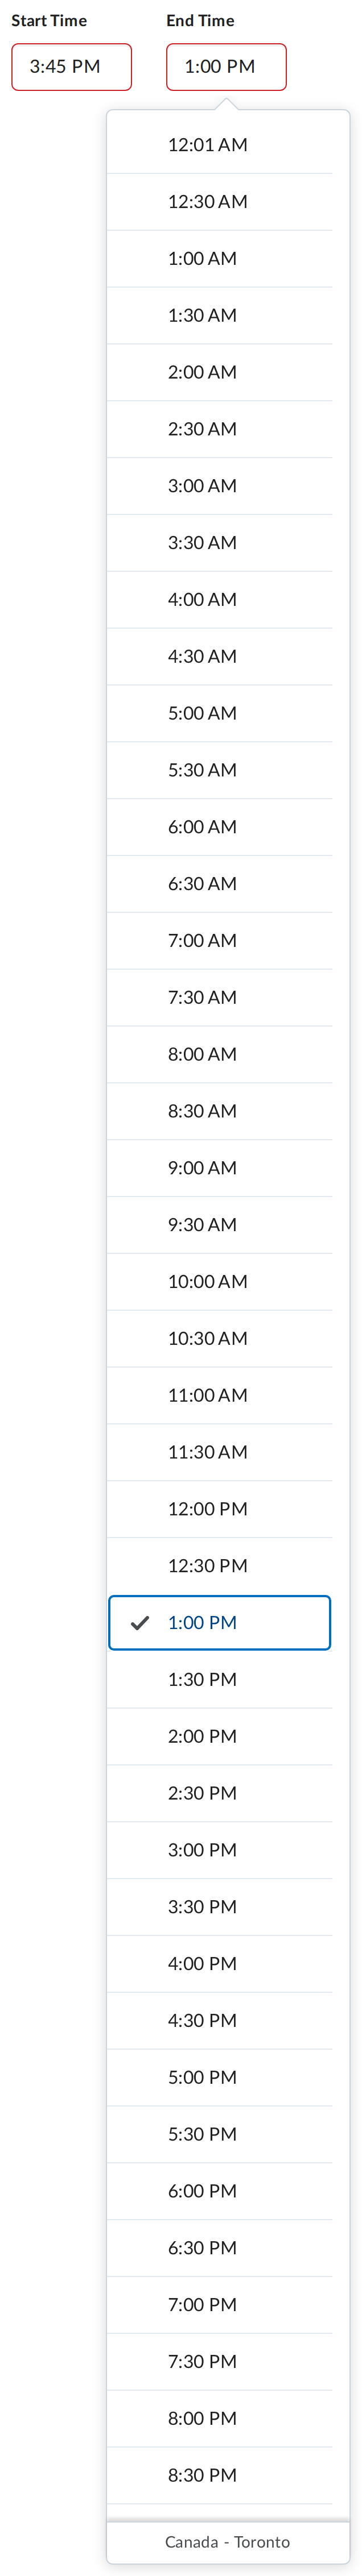 Start Time End Time
3:45 PM 1:00 PM
12:01 AM
12:30 AM
1:00 AM
1:30 AM
2:00 AM
2:30 AM
3:00 AM
3:30 AM
4:00 AM
4:30 AM
5:00 AM
5:30 AM
6:00 AM
6:30 AM
7:00 AM
7:30 AM
8:00 AM
8:30 AM
9:00 AM
9:30 AM
10:00 AM
10:30 AM
11:00 AM
11:30 AM
12:00 PM
12:30 PM
1:00 PM
1:30 PM
2:00 PM
2:30 PM
3:00 PM
3:30 PM
4:00 PM
4:30 PM
5:00 PM
5:30 PM
6:00 PM
6:30 PM
7:00 PM
7:30 PM
8:00 PM
8:30 PM
Canada - Toronto